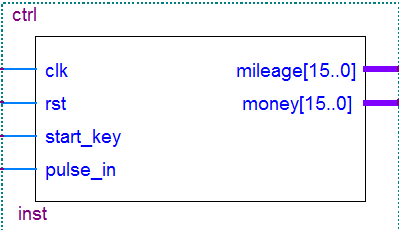 ctrl
clk mileage[15..0]
rst money[15..0]
start_key
pulse_in
inst